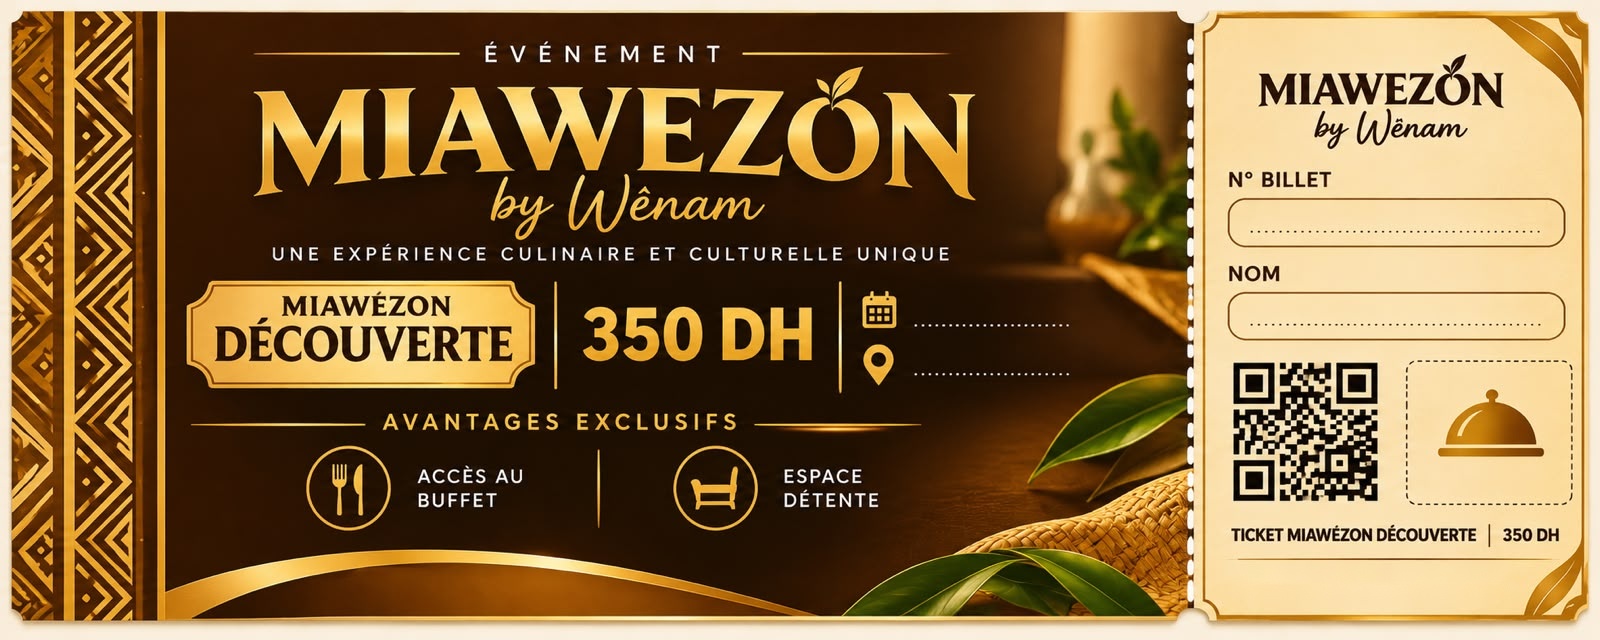 ÉVÉNEMENT
MIAWEZÓN
by Wênam
UNE EXPÉRIENCE CULINAIRE ET CULTURELLE UNIQUE
MIAWÉZON
DÉCOUVERTE
350 DH
AVANTAGES EXCLUSIFS
ACCÈS AU
BUFFET
ESPACE
DÉTENTE
MIAWEZÓN
by Wênam
N° BILLET
NOM
TICKET MIAWÉZON DÉCOUVERTE | 350 DH